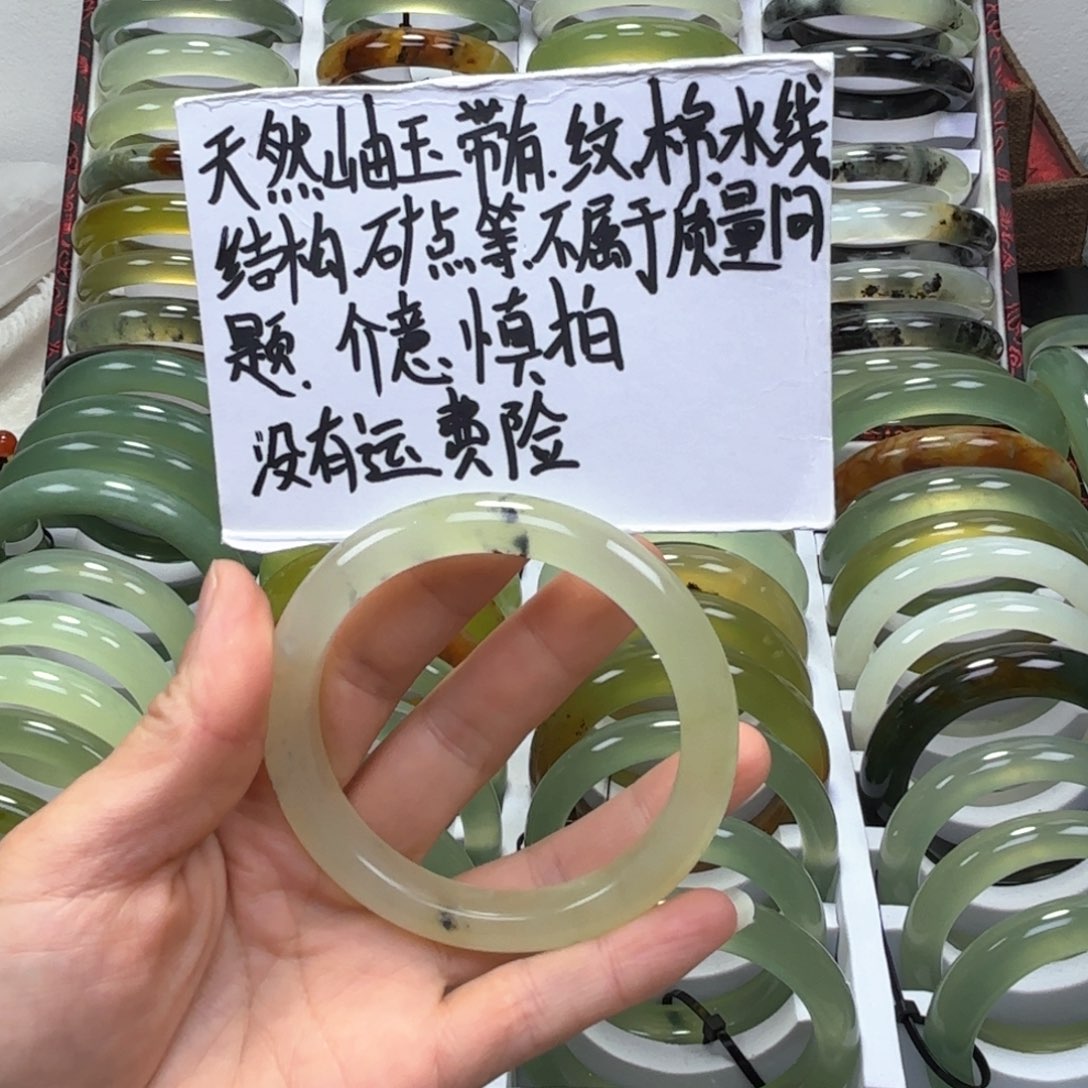 天然岫玉带有.纹.棉.水线
结构.矿点等.不属于质量问
题.介意.慎拍
没有运费险